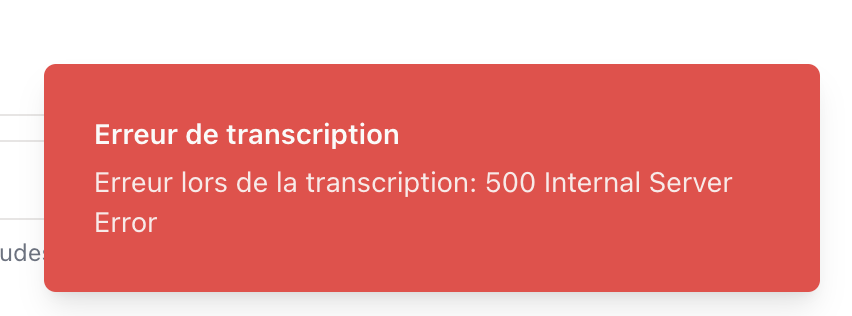 Erreur de transcription
Erreur lors de la transcription: 500 Internal Server
Error